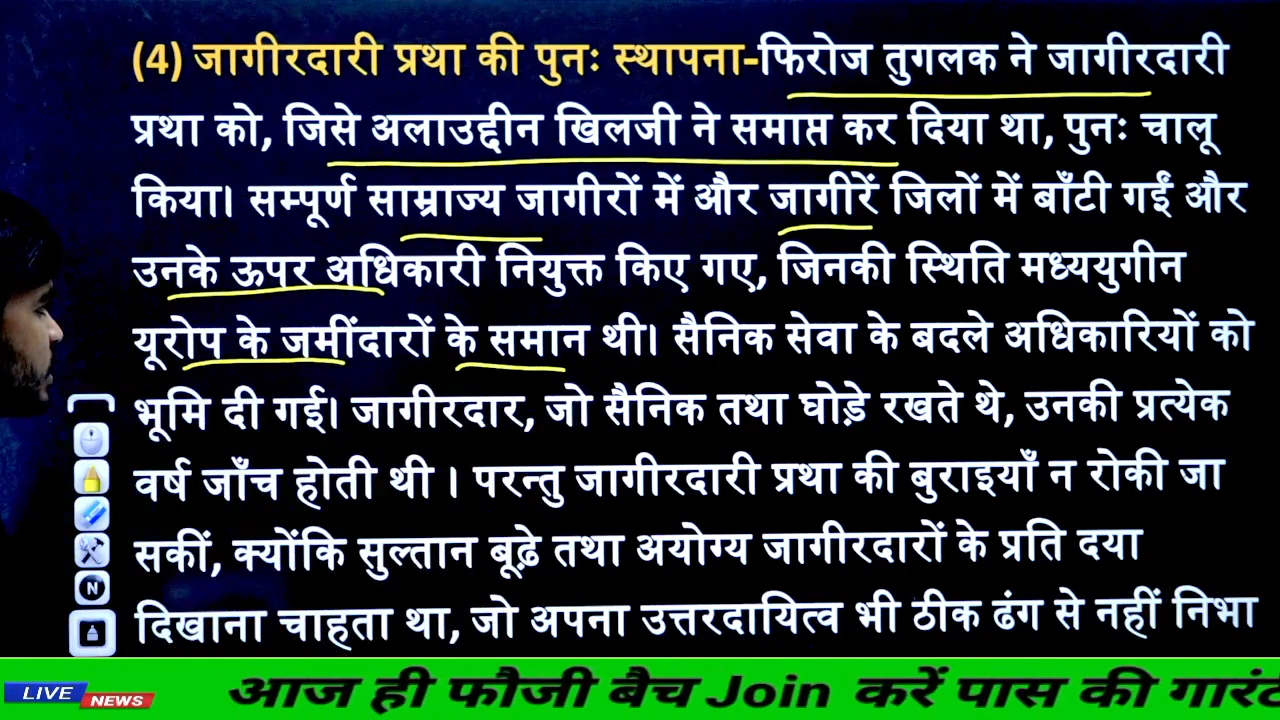 (4) जागीरदारी प्रथा की पुनः स्थापना-फिरोज तुगलक ने जागीरदारी
प्रथा को, जिसे अलाउद्दीन खिलजी ने समाप्त कर दिया था, पुनः चालू
किया। सम्पूर्ण साम्राज्य जागीरों में और जागीरें जिलों में बाँटी गईं और
उनके ऊपर अधिकारी नियुक्त किए गए, जिनकी स्थिति मध्ययुगीन
यूरोप के जमींदारों के समान थी। सैनिक सेवा के बदले अधिकारियों को
भूमि दी गई। जागीरदार, जो सैनिक तथा घोड़े रखते थे, उनकी प्रत्येक
वर्ष जाँच होती थी । परन्तु जागीरदारी प्रथा की बुराइयाँ न रोकी जा
सकीं, क्योंकि सुल्तान बूढ़े तथा अयोग्य जागीरदारों के प्रति दया
दिखाना चाहता था, जो अपना उत्तरदायित्व भी ठीक ढंग से नहीं निभा
N
LIVE NEWS
आज ही फौजी बैच Join करें पास की